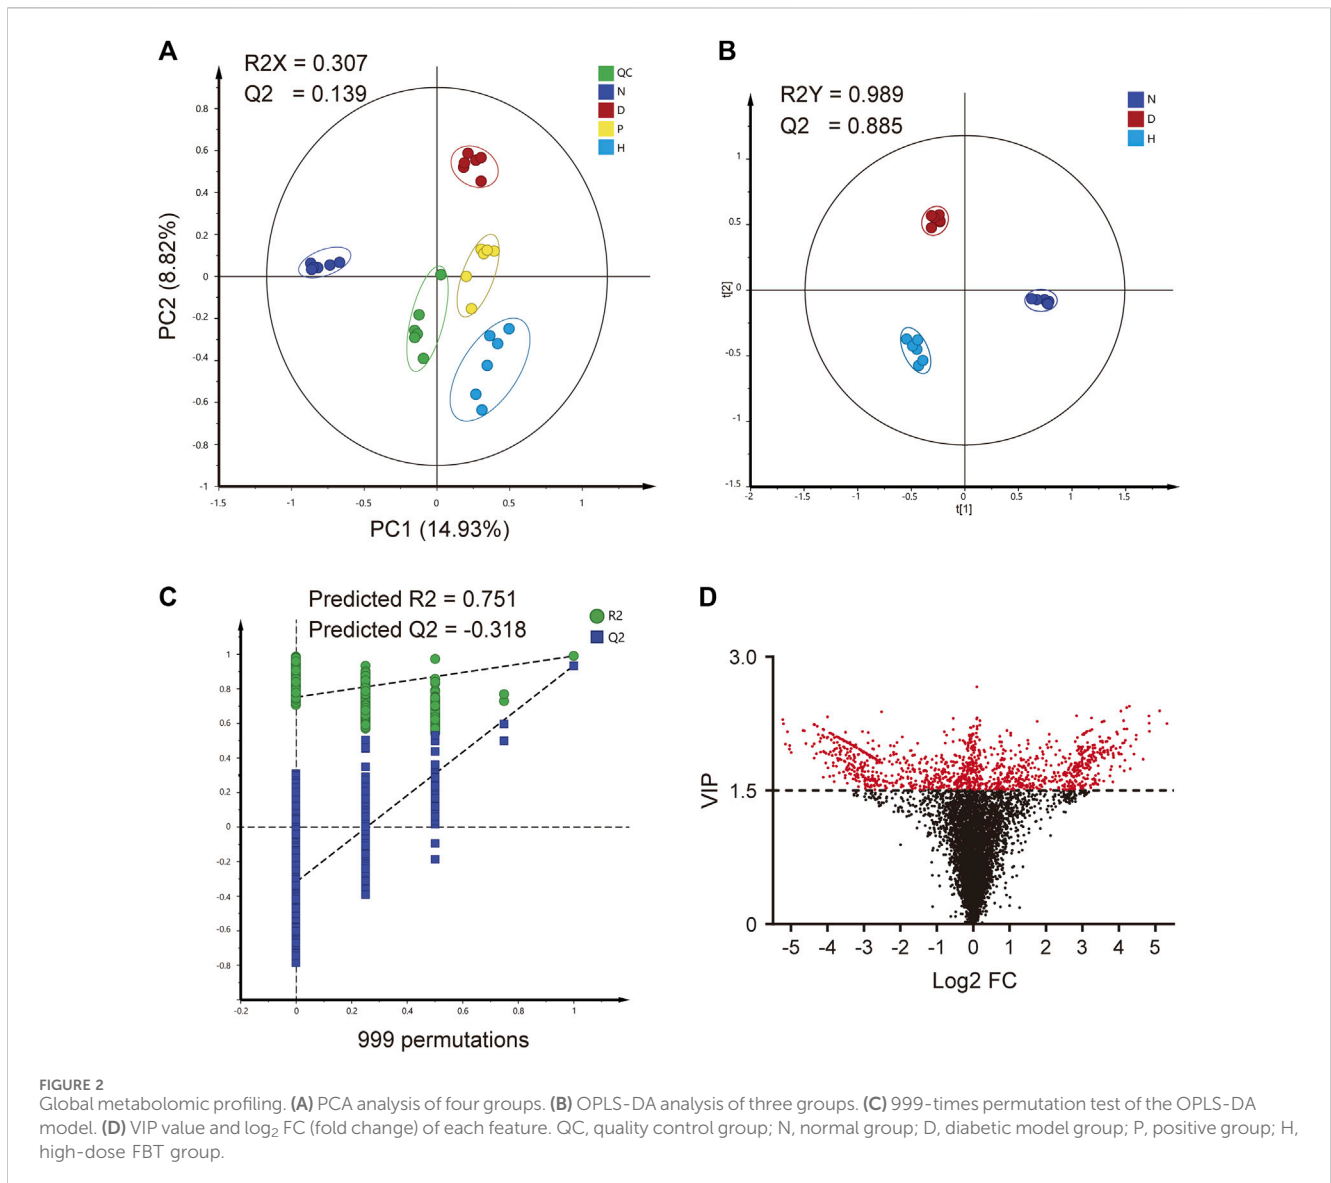 A
R2X = 0.307
Q2 = 0.139
QC
N
D
P
H
0.8
0.6
0.4
0.2
0
-0.2
-0.4
-0.6
-0.8
-1
-1.5
-1
-0.5
0
0.5
1
PC2 (8.82%)
PC1 (14.93%)
B
R2Y = 0.989
Q2 = 0.885
N
D
H
1
0.5
0
-0.5
-1
-1.5
-2
-1.5
-1
-0.5
0
0.5
1
1.5
t[2]
t[1]
C
Predicted R2 = 0.751
Predicted Q2 = -0.318
R2
Q2
1
0.8
0.6
0.4
0.2
0
-0.2
-0.4
-0.6
-0.8
-0.2
0
0.2
0.4
0.6
0.8
1
999 permutations
D
3.0
1.5
0
VIP
-5 -4 -3 -2 -1 0 1 2 3 4 5
Log2 FC
FIGURE 2
Global metabolomic profiling. (A) PCA analysis of four groups. (B) OPLS-DA analysis of three groups. (C) 999-times permutation test of the OPLS-DA
model. (D) VIP value and log2 FC (fold change) of each feature. QC, quality control group; N, normal group; D, diabetic model group; P, positive group; H,
high-dose FBT group.